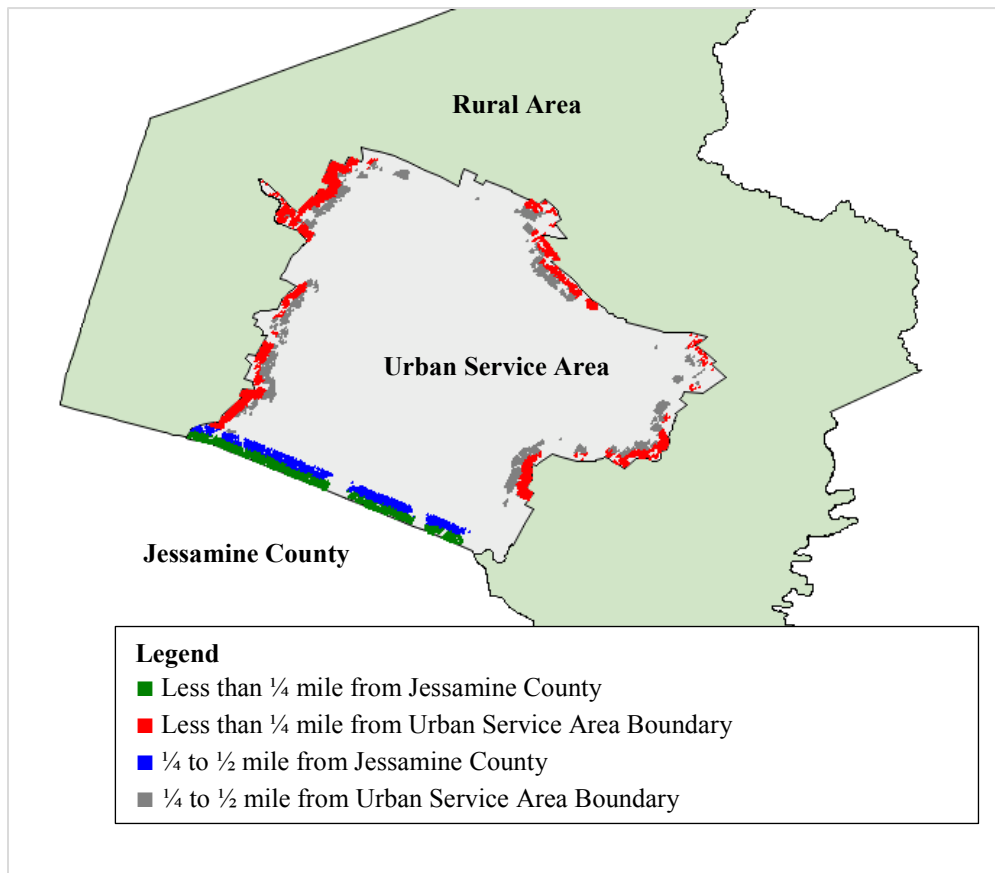 Rural Area
Urban Service Area
Jessamine County
Legend
Less than ¼ mile from Jessamine County
Less than ¼ mile from Urban Service Area Boundary
¼ to ½ mile from Jessamine County
¼ to ½ mile from Urban Service Area Boundary